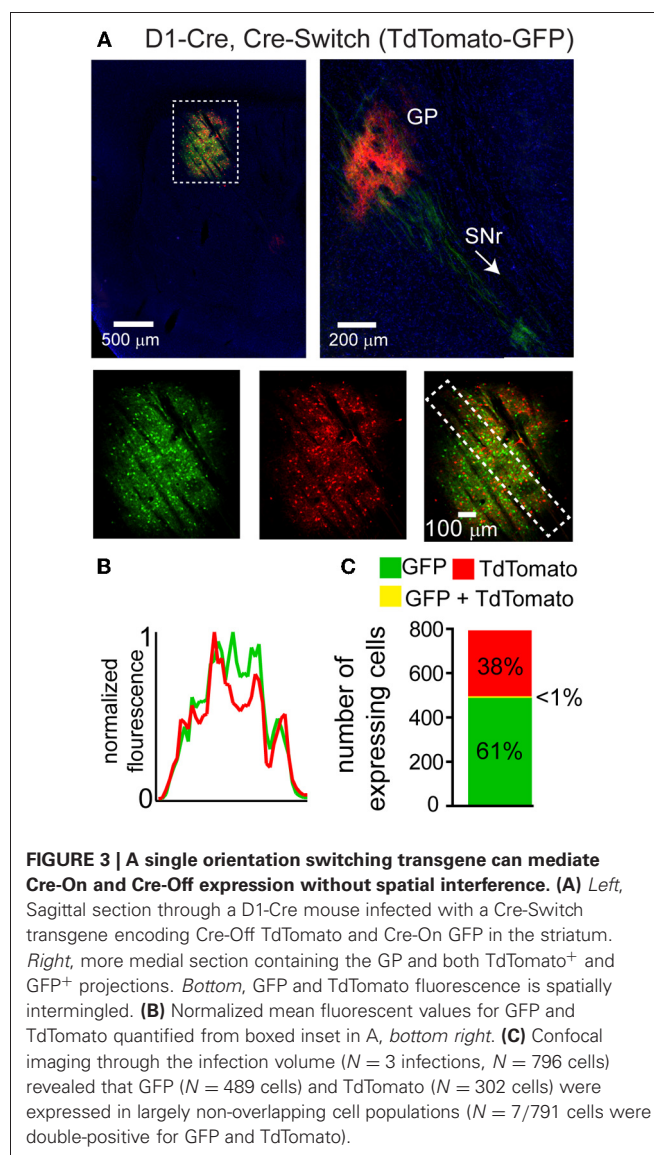 A D1-Cre, Cre-Switch (TdTomato-GFP)
GP
SNr
500 μm
200 μm
100 μm
B
C
GFP TdTomato
GFP + TdTomato
1
normalized
flourescence
0
number of
expressing cells
800
600
400
200
0
38%
<1%
61%
FIGURE 3 | A single orientation switching transgene can mediate
Cre-On and Cre-Off expression without spatial interference. (A) Left,
Sagittal section through a D1-Cre mouse infected with a Cre-Switch
transgene encoding Cre-Off TdTomato and Cre-On GFP in the striatum.
Right, more medial section containing the GP and both TdTomato+ and
GFP+ projections. Bottom, GFP and TdTomato fluorescence is spatially
intermingled. (B) Normalized mean fluorescent values for GFP and
TdTomato quantified from boxed inset in A, bottom right. (C) Confocal
imaging through the infection volume (N = 3 infections, N = 796 cells)
revealed that GFP (N = 489 cells) and TdTomato (N = 302 cells) were
expressed in largely non-overlapping cell populations (N = 7/791 cells were
double-positive for GFP and TdTomato).